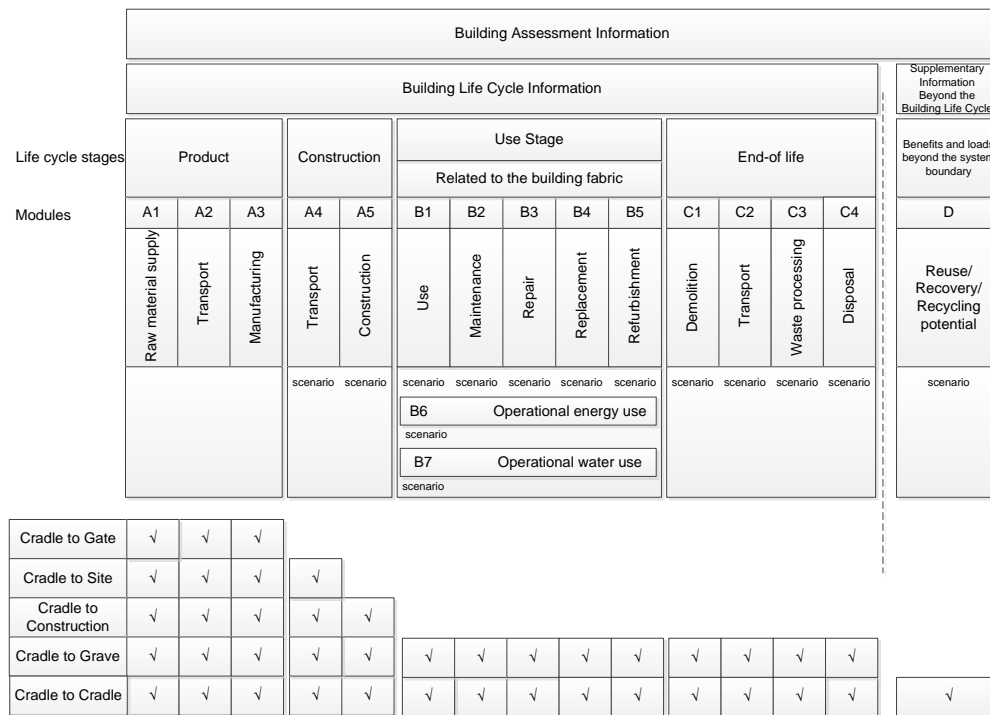 Building Assessment Information
Building Life Cycle Information
Supplementary
Information
Beyond the
Building Life Cycle
Life cycle stages
Product
Construction
Use Stage
Related to the building fabric
End-of life
Benefits and loads
beyond the system
boundary
Modules
A1 A2 A3 A4 A5 B1 B2 B3 B4 B5 C1 C2 C3 C4 D
Raw material supply
Transport
Manufacturing
Transport
Construction
Use
Maintenance
Repair
Replacement
Refurbishment
Demolition
Transport
Waste processing
Disposal
Reuse/
Recovery/
Recycling
potential
scenario scenario scenario scenario scenario scenario scenario scenario scenario scenario scenario scenario
B6 Operational energy use
scenario
B7 Operational water use
scenario
Cradle to Gate √ √ √
Cradle to Site √ √ √ √
Cradle to
Construction √ √ √ √ √
Cradle to Grave √ √ √ √ √ √ √ √ √ √ √ √ √ √
Cradle to Cradle √ √ √ √ √ √ √ √ √ √ √ √ √ √ √